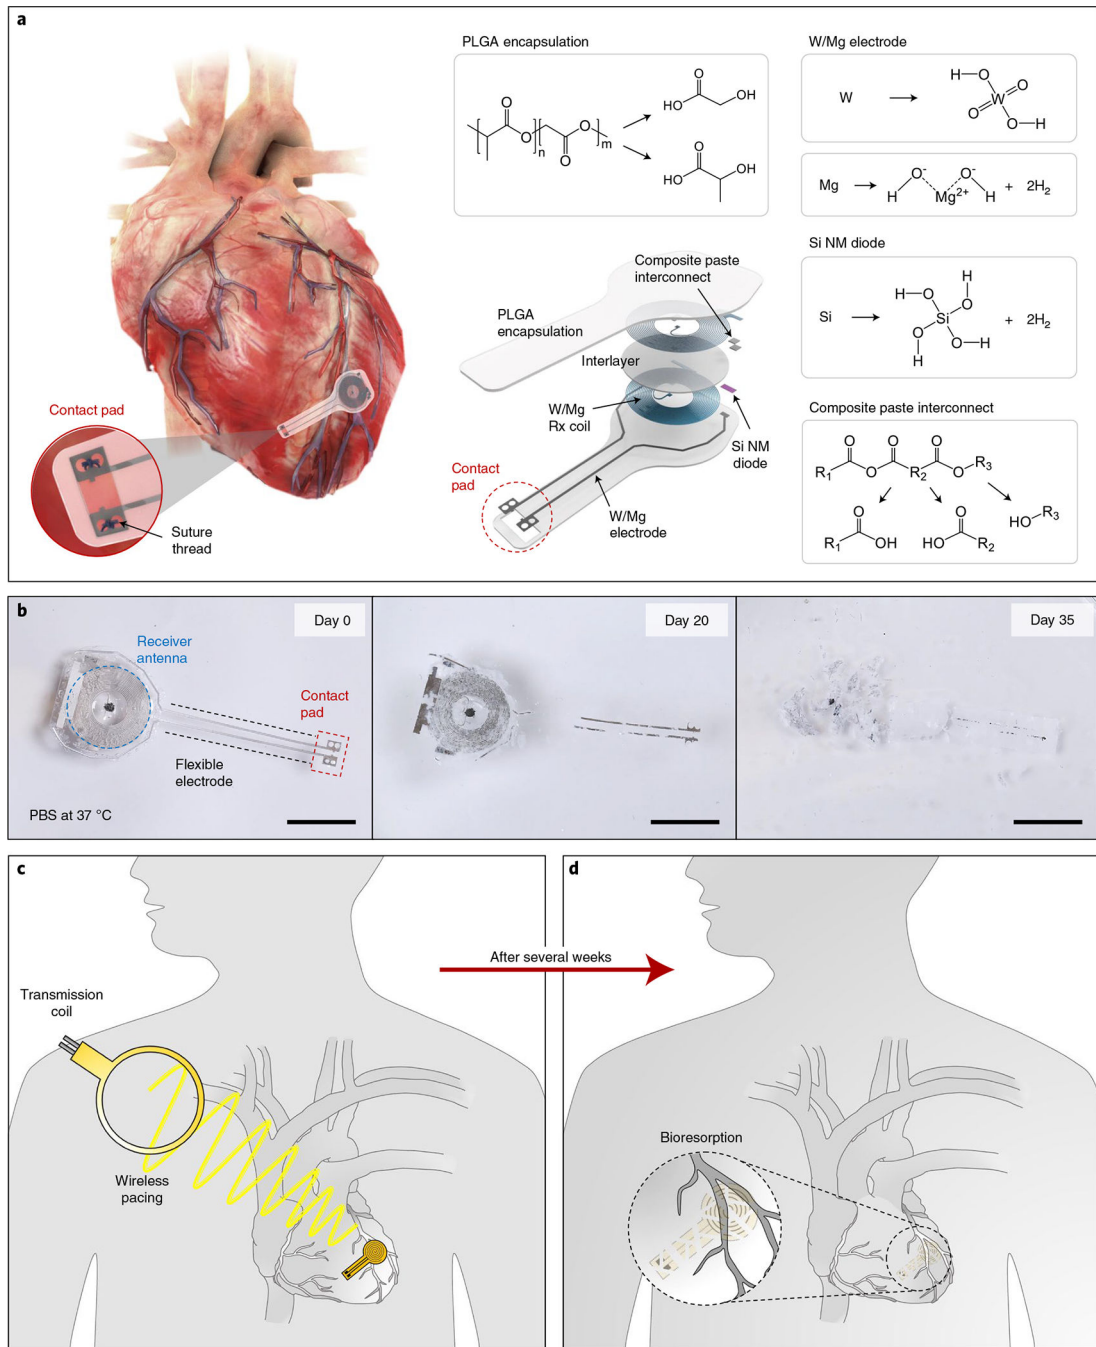 a
PLGA encapsulation
W/Mg electrode
O
OH
HO
O
O
O
O
n
m
O
OH
HO
W
H
O
O
W
O
O
H
Mg
H
O-
O-
Mg2+
H
+ 2H2
Si NM diode
Si
H
O
H
O
Si
O
H
O
H
+ 2H2
Composite paste interconnect
O
O
O
R1
O
R2
O
R3
O
R1
OH
O
HO
R2
HO
R3
Composite paste
interconnect
PLGA
encapsulation
Interlayer
W/Mg
Rx coil
Si NM
diode
Contact
pad
W/Mg
electrode
Contact pad
Suture
thread
b
Day 0
Receiver
antenna
Contact
pad
Flexible
electrode
PBS at 37 °C
Day 20
Day 35
c
Transmission
coil
Wireless
pacing
After several weeks
d
Bioresorption